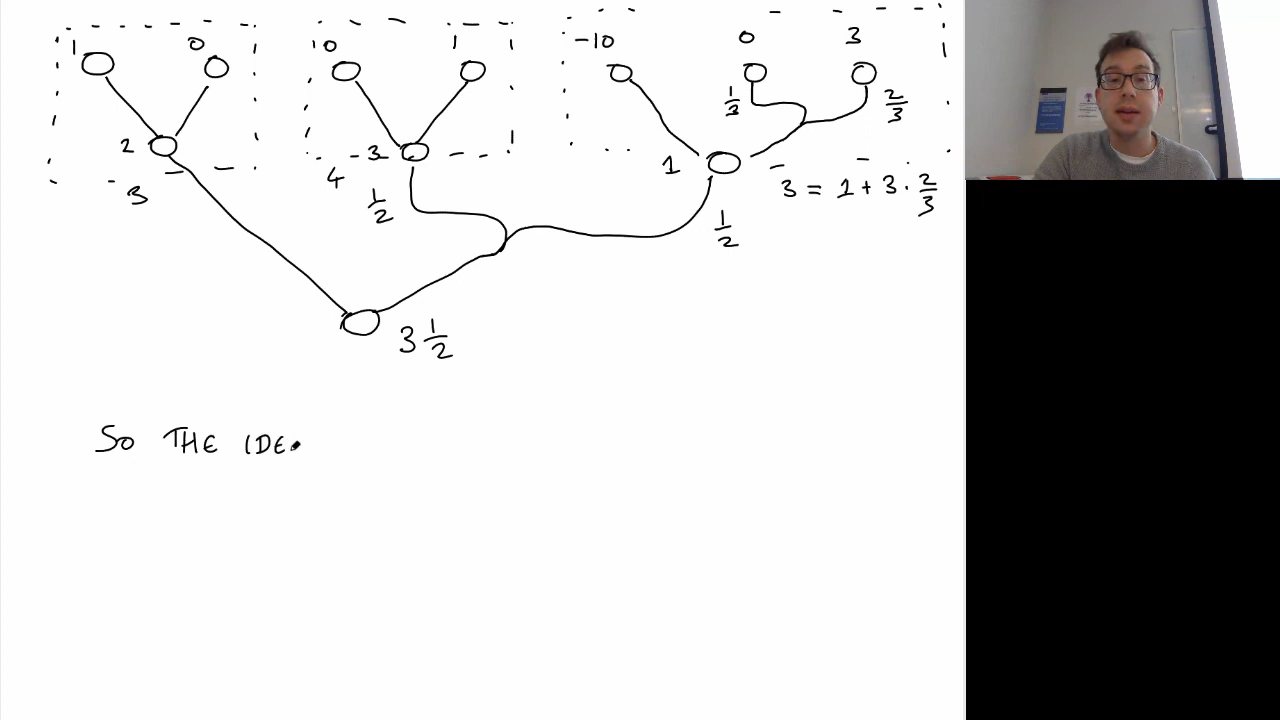 1 0 0 1 -10 0 3
1/3 2/3
2 3 1
3 4 1/2 3 = 1 + 3 · 2/3
1/2
3 1/2
SO THE IDE